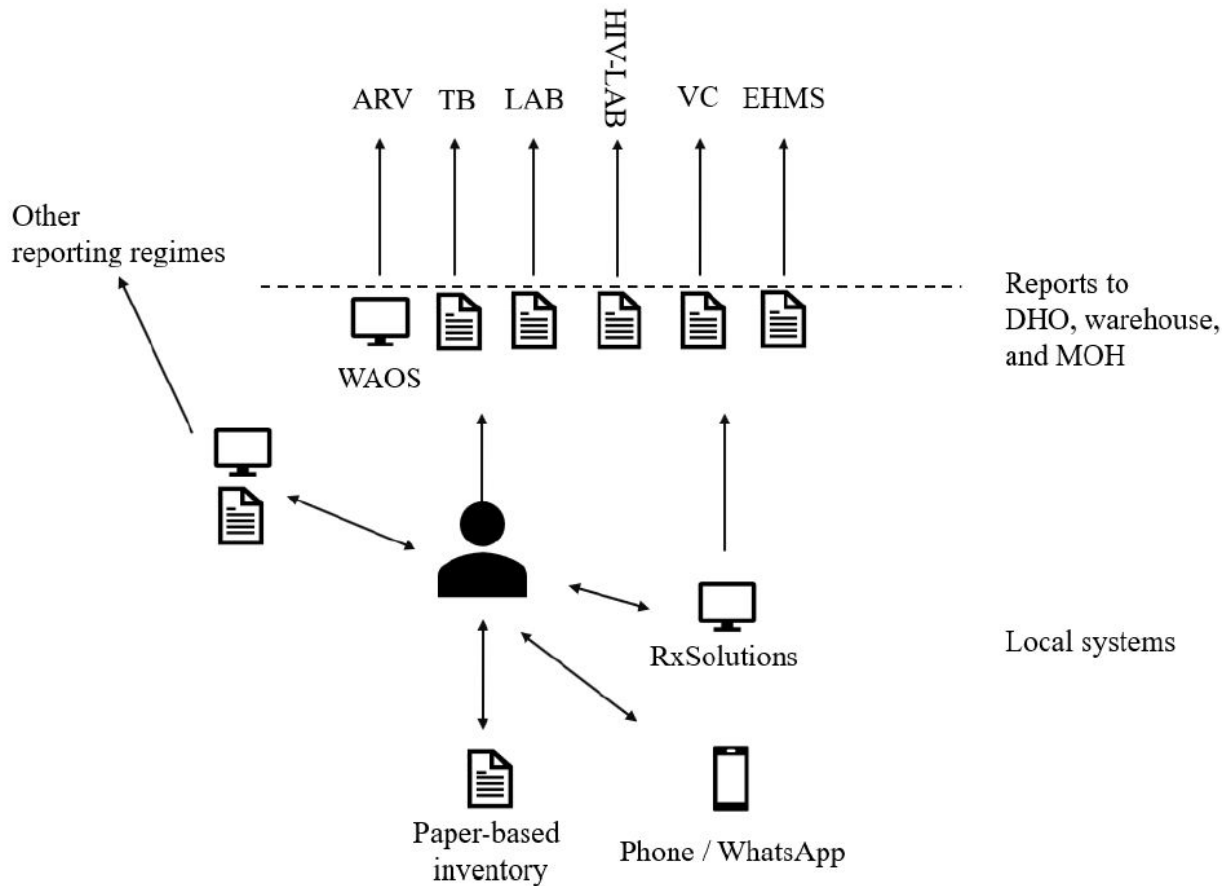 HIV-LAB
ARV
TB
LAB
VC
EHMS
Other
reporting regimes
Reports to
DHO, warehouse,
and MOH
WAOS
RxSolutions
Local systems
Paper-based
inventory
Phone / WhatsApp